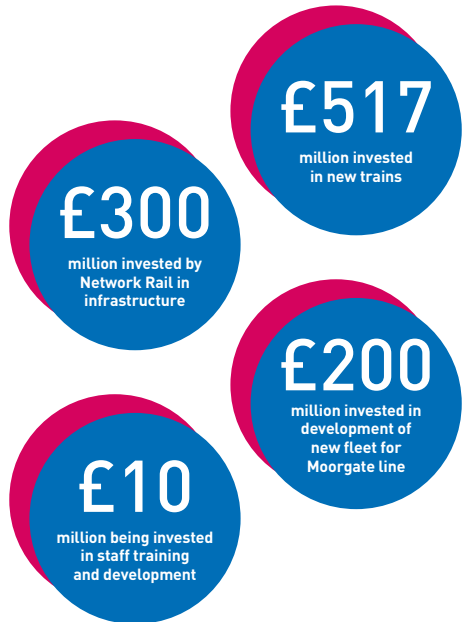 £517
million invested
in new trains
£300
million invested by
Network Rail in
infrastructure
£200
million invested in
development of
new fleet for
Moorgate line
£10
million being invested
in staff training
and development